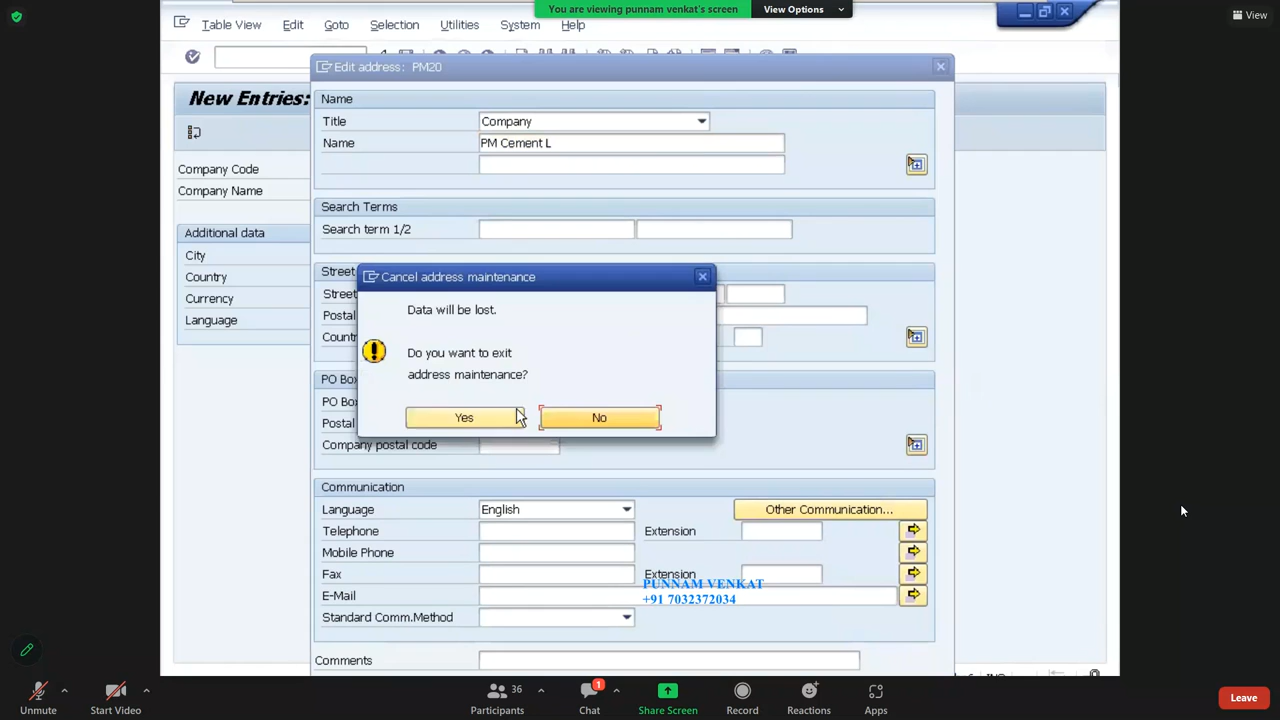 You are viewing punnam venkat's screen
View Options
View
Table View Edit Goto Selection Utilities System Help
Edit address: PM20
New Entries:
Name
Title Company
Name PM Cement L
Company Code
Company Name
Search Terms
Search term 1/2
Additional data
City
Country
Currency
Language
Street
Street
Postal
Countr
Cancel address maintenance
Data will be lost.
Do you want to exit
address maintenance?
Yes No
PO Box
PO Box
Postal
Company postal code
Communication
Language English Other Communication...
Telephone Extension
Mobile Phone
Fax Extension
PUNNAM VENKAT
E-Mail
+91 7032372034
Standard Comm.Method
Comments
Unmute
Start Video
36
Participants
1
Chat
Share Screen
Record
Reactions
Apps
Leave